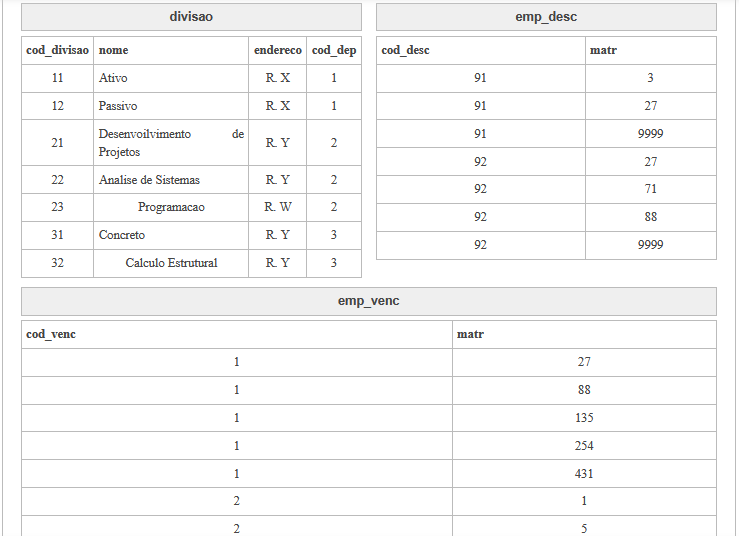 divisao
cod_divisao nome endereco cod_dep
11 Ativo R. X 1
12 Passivo R. X 1
21 Desenvoilvimento de Projetos R. Y 2
22 Analise de Sistemas R. Y 2
23 Programacao R. W 2
31 Concreto R. Y 3
32 Calculo Estrutural R. Y 3
emp_desc
cod_desc matr
91 3
91 27
91 9999
92 27
92 71
92 88
92 9999
emp_venc
cod_venc matr
1 27
1 88
1 135
1 254
1 431
2 1
2 5